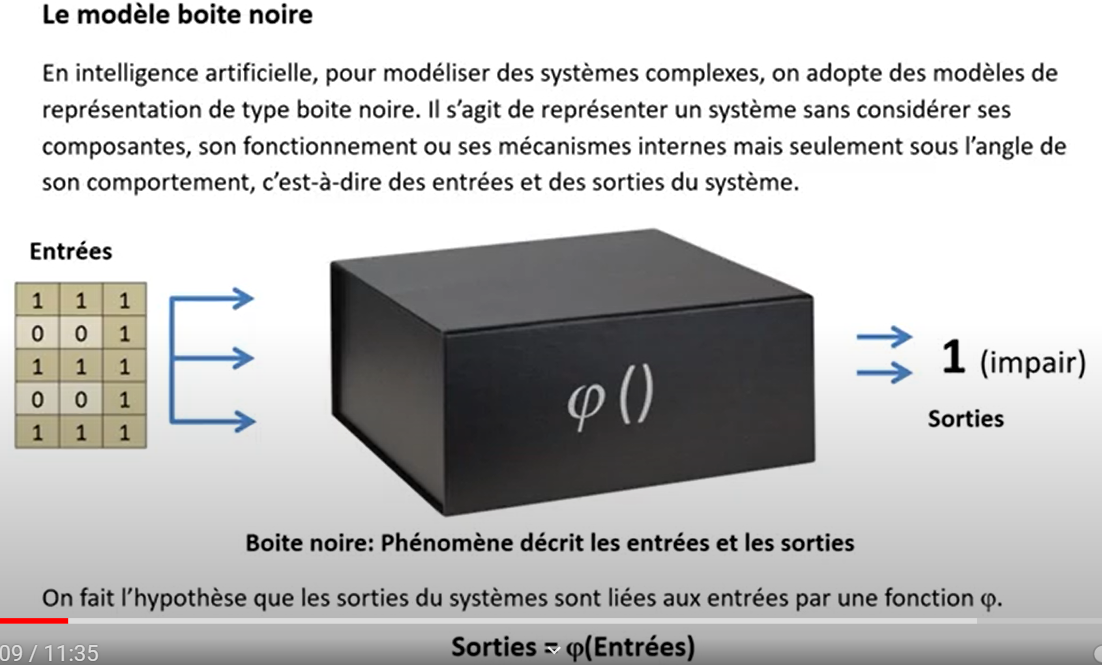 Le modèle boite noire
En intelligence artificielle, pour modéliser des systèmes complexes, on adopte des modèles de
représentation de type boite noire. Il s'agit de représenter un système sans considérer ses
composantes, son fonctionnement ou ses mécanismes internes mais seulement sous l'angle de
son comportement, c'est-à-dire des entrées et des sorties du système.
Entrées
1 1 1
0 0 1
1 1 1
0 0 1
1 1 1
φ()
1 (impair)
Sorties
Boite noire: Phénomène décrit les entrées et les sorties
On fait l'hypothèse que les sorties du systèmes sont liées aux entrées par une fonction φ.
Sorties = φ(Entrées)
09 / 11:35